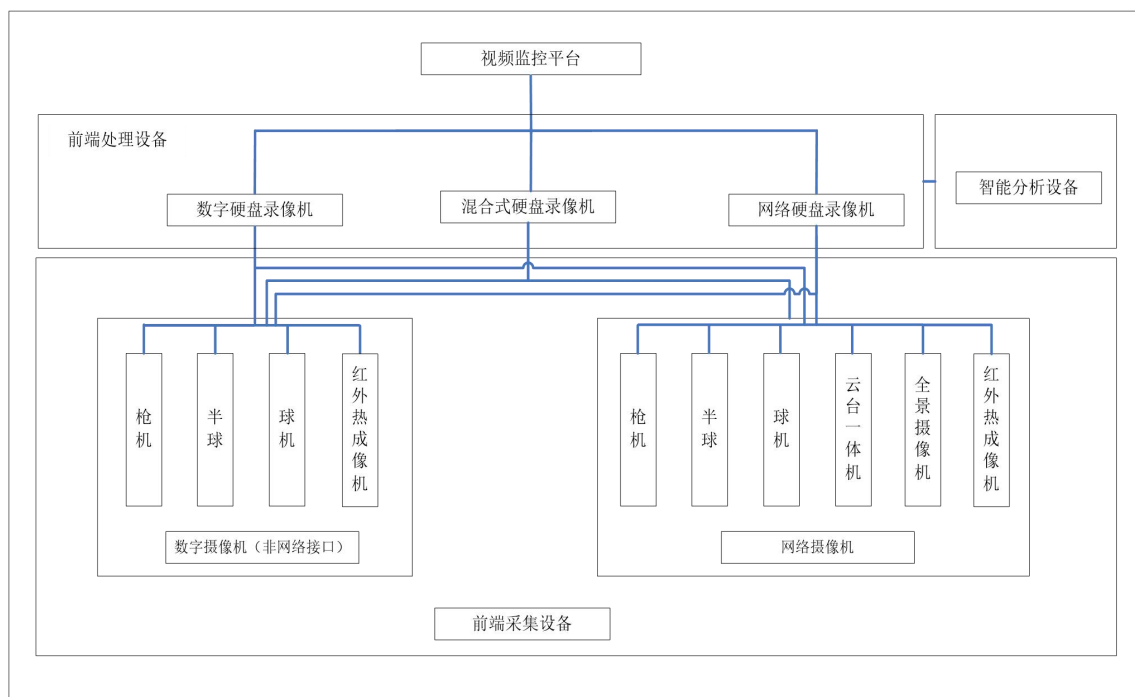 视频监控平台
前端处理设备
智能分析设备
数字硬盘录像机
混合式硬盘录像机
网络硬盘录像机
枪机
半球
球机
红外热成像机
枪机
半球
球机
云台一体机
全景摄像机
红外热成像机
数字摄像机（非网络接口）
网络摄像机
前端采集设备